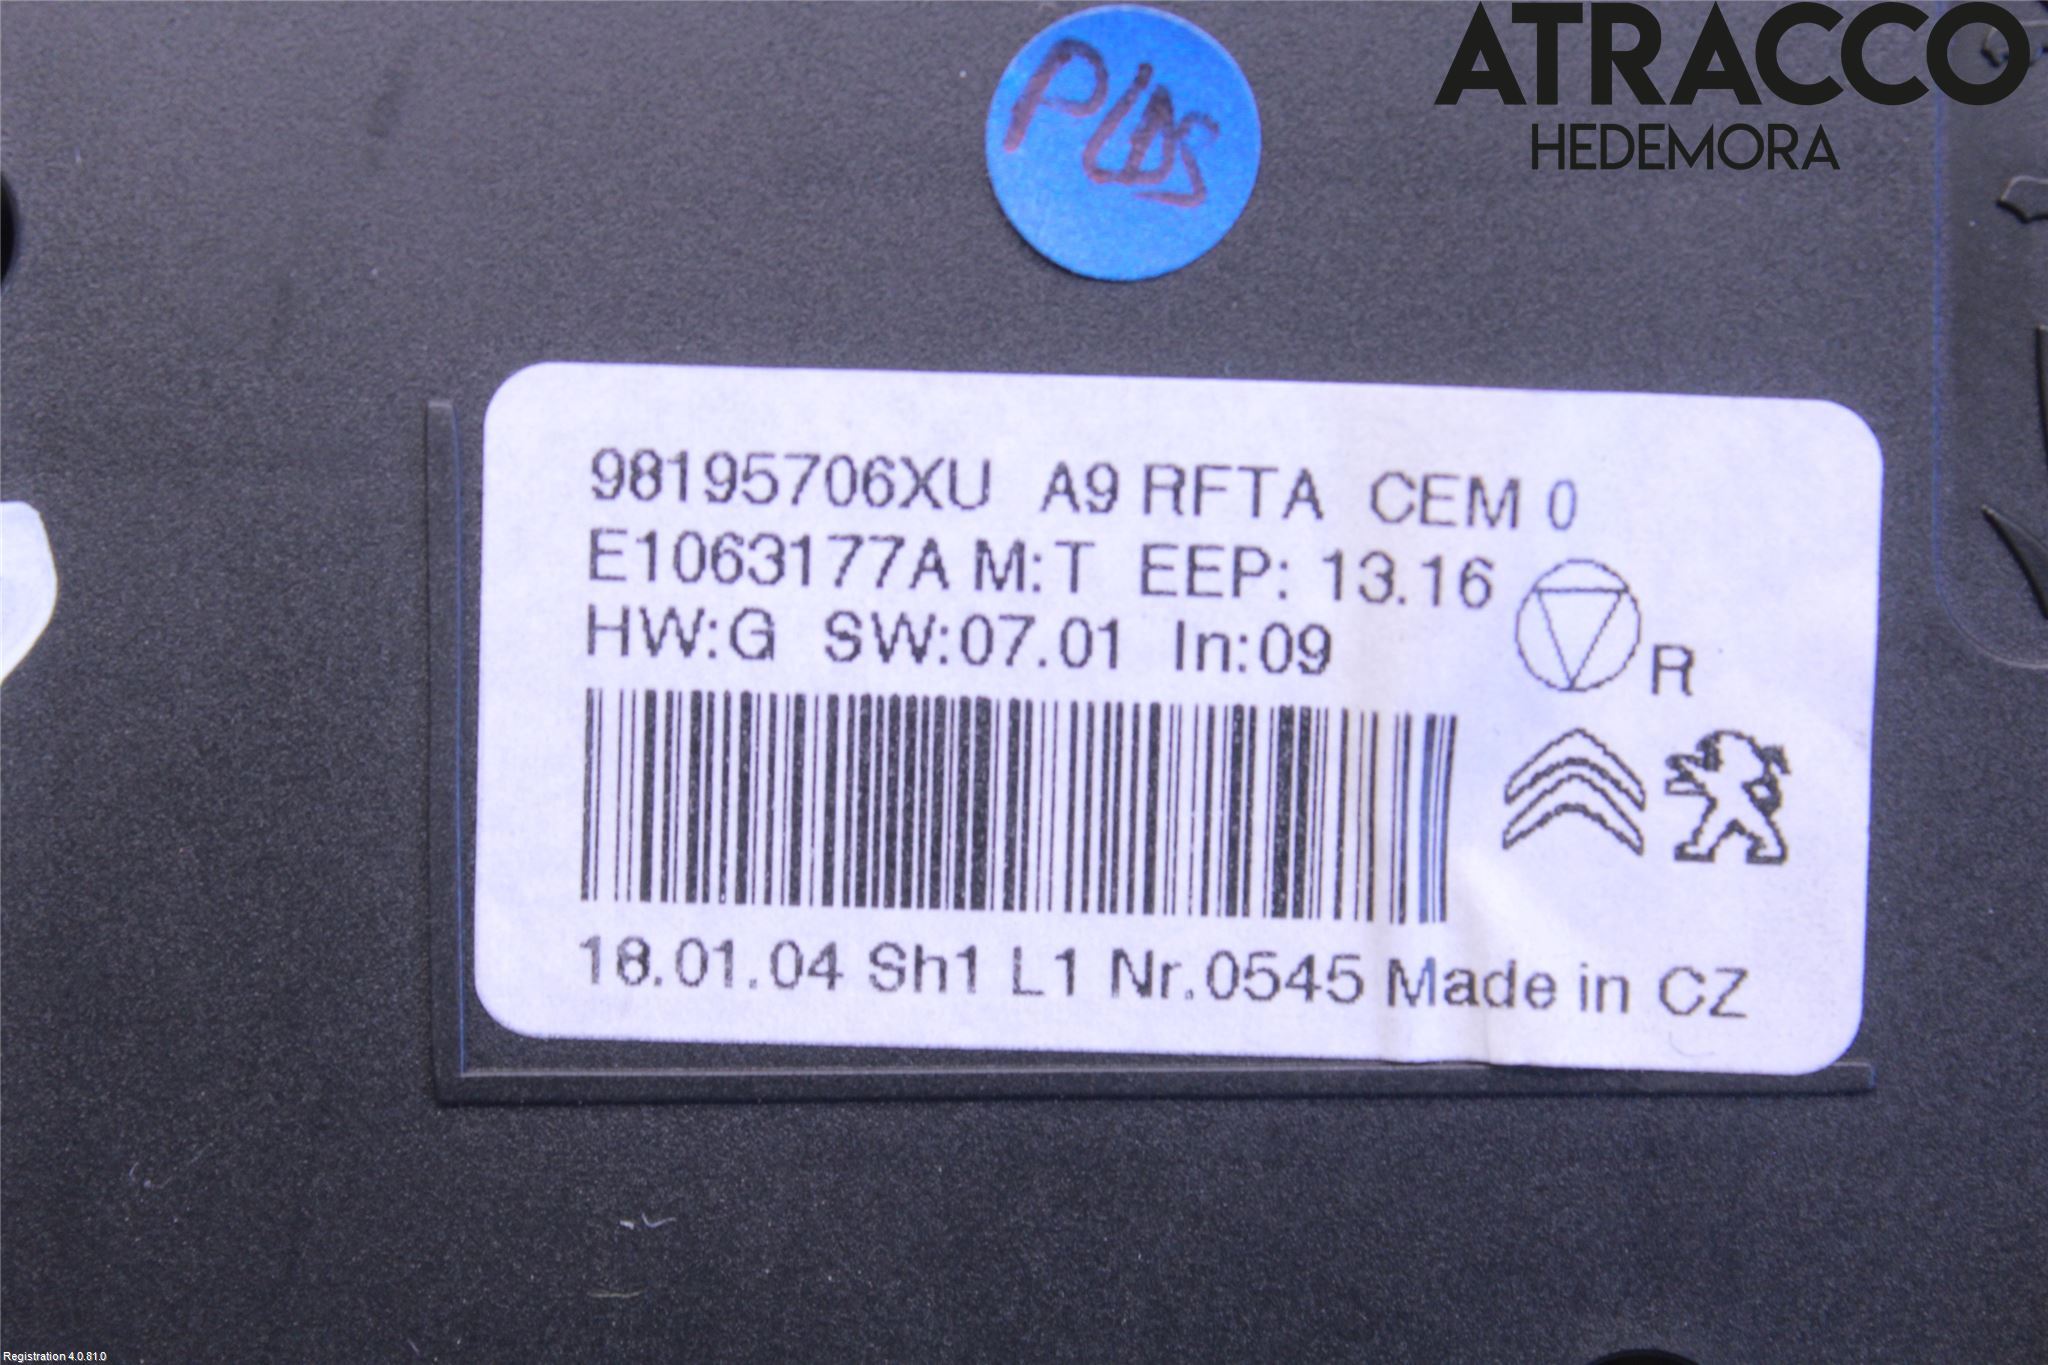 ATRACCO
HEDEMORA
98195706XU A9 RFTA CEM 0
E1063177A M:T EEP: 13.16
HW:G SW:07.01 In:09
R
18.01.04 Sh1 L1 Nr.0545 Made in CZ
Registration 4.0.81.0